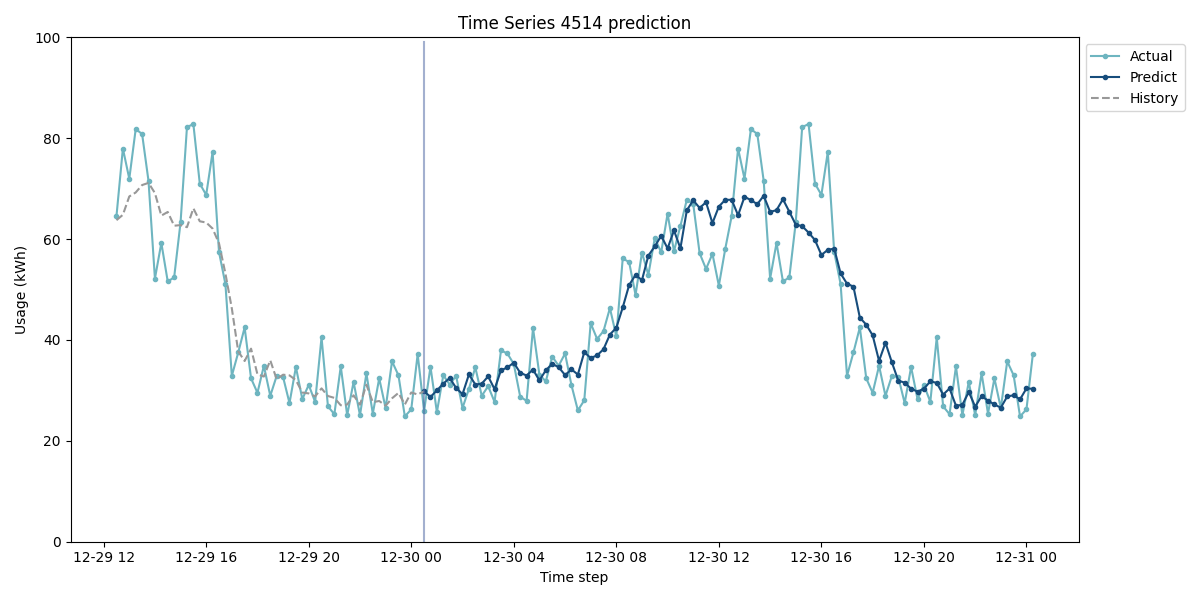 Time Series 4514 prediction
Actual
Predict
History
Usage (kWh)
100
80
60
40
20
0
12-29 12
12-29 16
12-29 20
12-30 00
12-30 04
12-30 08
12-30 12
12-30 16
12-30 20
12-31 00
Time step